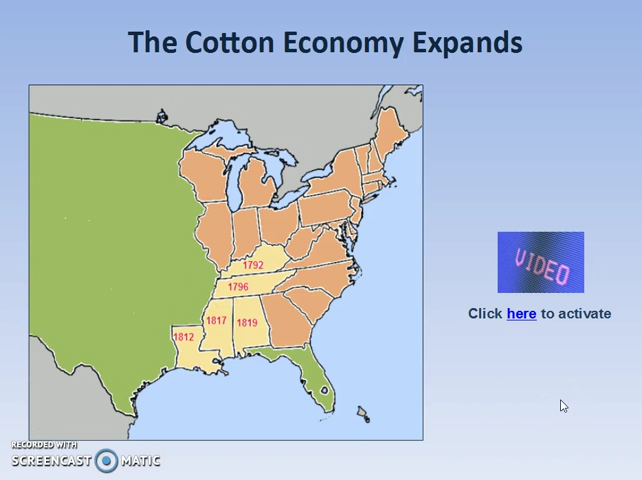 The Cotton Economy Expands
1792
1796
1817
1819
1812
VIDEO
Click here to activate
RECORDED WITH
SCREENCAST MATIC